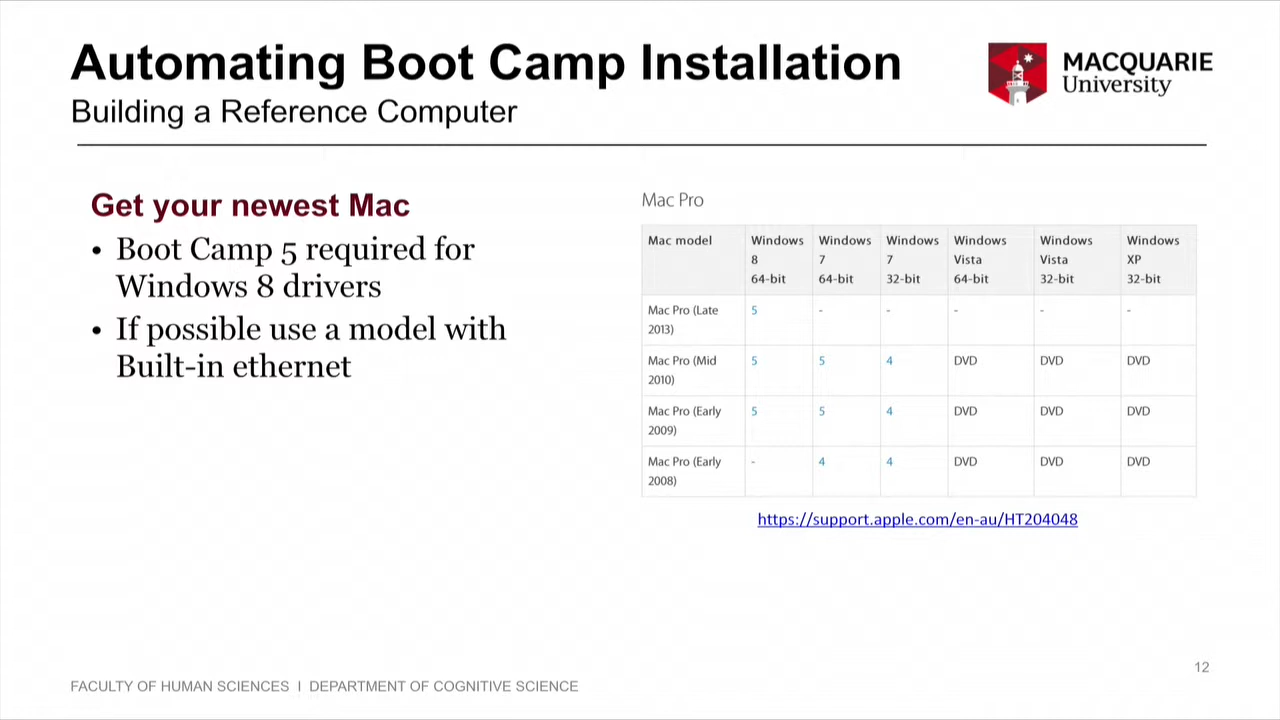 Automating Boot Camp Installation
Building a Reference Computer
MACQUARIE
University
Get your newest Mac
• Boot Camp 5 required for
Windows 8 drivers
• If possible use a model with
Built-in ethernet
Mac Pro
Mac model Windows 8 64-bit Windows 7 64-bit Windows 7 32-bit Windows Vista 64-bit Windows Vista 32-bit Windows XP 32-bit
Mac Pro (Late 2013) 5 - - - - -
Mac Pro (Mid 2010) 5 5 4 DVD DVD DVD
Mac Pro (Early 2009) 5 5 4 DVD DVD DVD
Mac Pro (Early 2008) - 4 4 DVD DVD DVD
https://support.apple.com/en-au/HT204048
12
FACULTY OF HUMAN SCIENCES I DEPARTMENT OF COGNITIVE SCIENCE